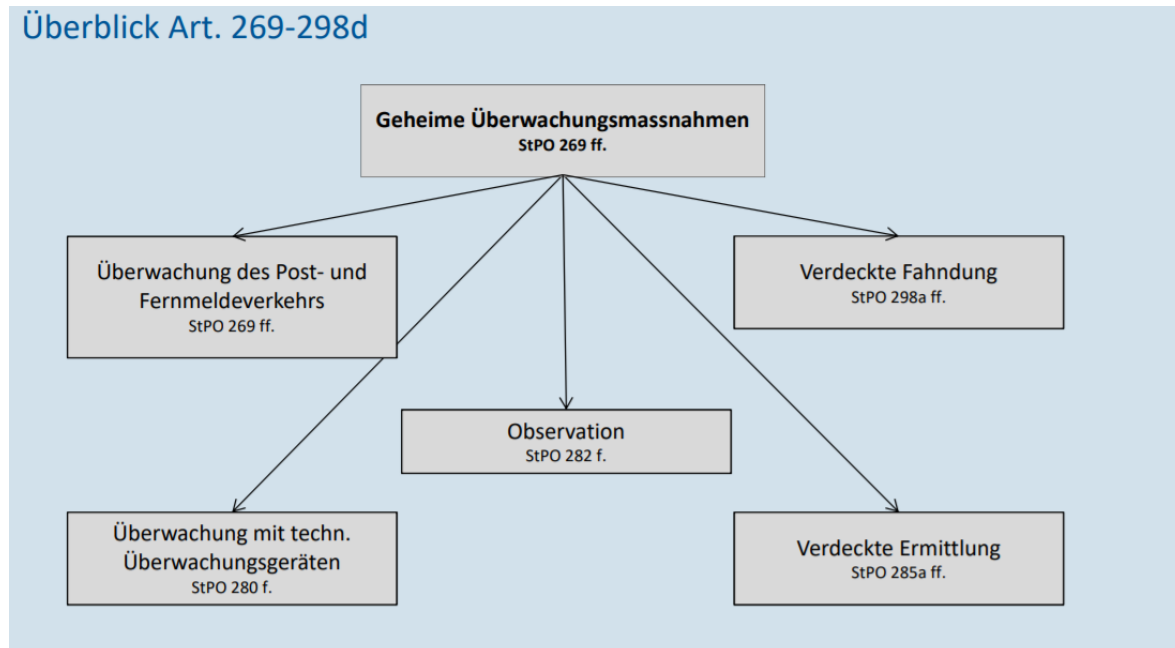 Überblick Art. 269-298d
Geheime Überwachungsmassnahmen
StPO 269 ff.
Überwachung des Post- und
Fernmeldeverkehrs
StPO 269 ff.
Verdeckte Fahndung
StPO 298a ff.
Observation
StPO 282 f.
Überwachung mit techn.
Überwachungsgeräten
StPO 280 f.
Verdeckte Ermittlung
StPO 285a ff.